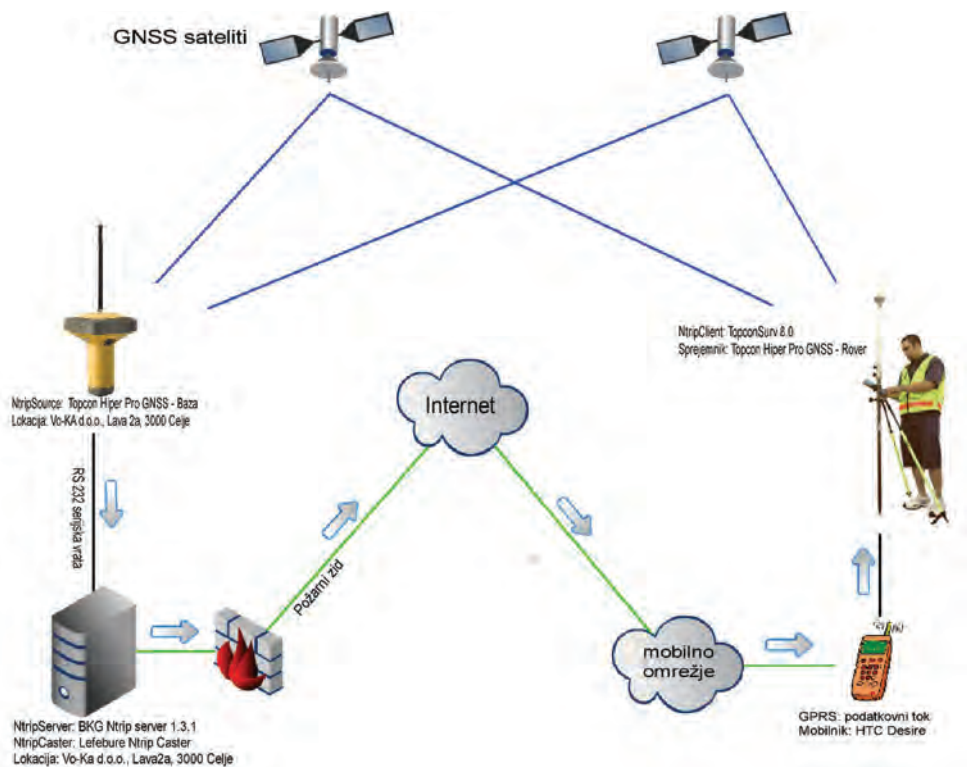 GNSS sateliti
NtripClient: TopconSurv 8.0
Sprejemnik: Topcon Hiper Pro GNSS - Rover
NtripSource: Topcon Hiper Pro GNSS - Baza
Lokacija: Vo-KA d.o.o., Lava 2a, 3000 Celje
Internet
RS 232 serijska vrata
Požarni zid
mobilno
omrežje
GPRS: podatkovni tok
Mobilnik: HTC Desire
NtripServer: BKG Ntrip server 1.3.1
NtripCaster: Lefebure Ntrip Caster
Lokacija: Vo-Ka d.o.o., Lava2a, 3000 Celje